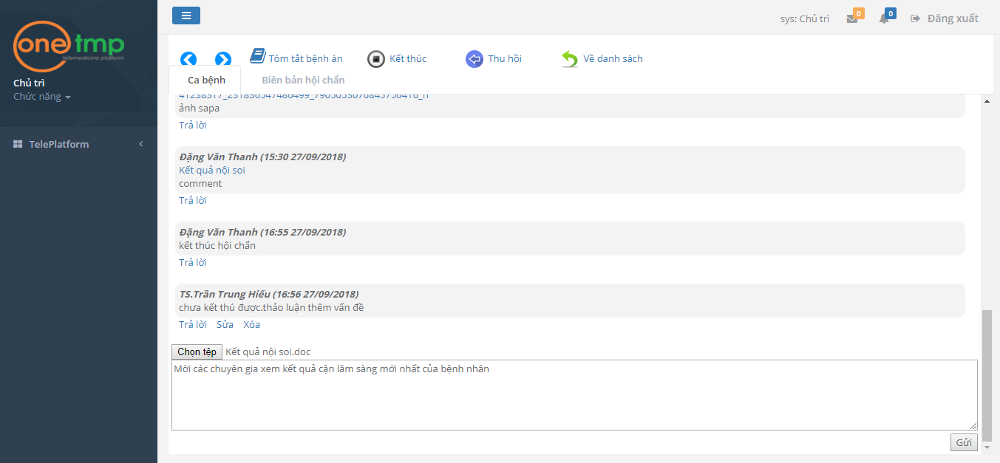 one tmp
telemedicine platform
Chủ trì
Chức năng
TelePlatform
sys: Chủ trì
0
0
Đăng xuất
Tóm tắt bệnh án
Kết thúc
Thu hồi
Về danh sách
Ca bệnh
Biên bản hội chẩn
41238317_231836547486499_7905053076845756416_n
ảnh sapa
Trả lời
Đặng Văn Thanh (15:30 27/09/2018)
Kết quả nội soi
comment
Trả lời
Đặng Văn Thanh (16:55 27/09/2018)
kết thúc hội chẩn
Trả lời
TS.Trần Trung Hiếu (16:56 27/09/2018)
chưa kết thú được.thảo luận thêm vấn đề
Trả lời Sửa Xóa
Chọn tệp Kết quả nội soi.doc
Mời các chuyên gia xem kết quả cận lâm sàng mới nhất của bệnh nhân
Gửi